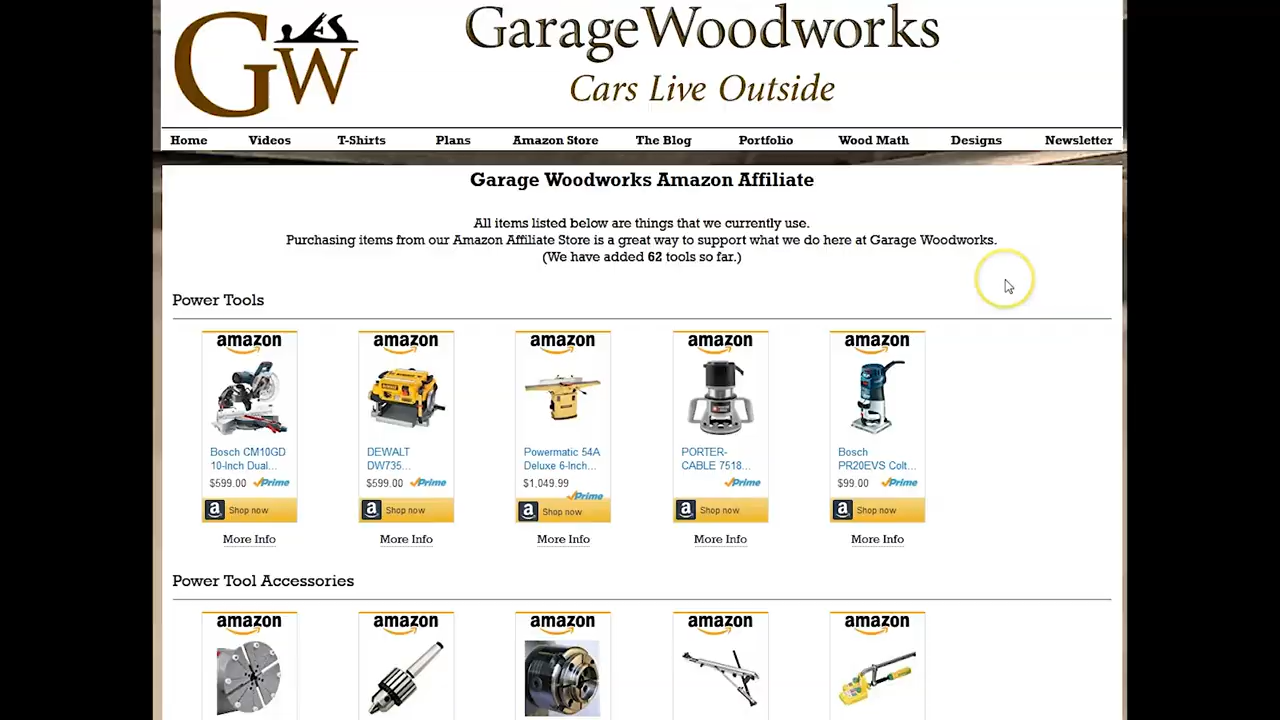 GW
GarageWoodworks
Cars Live Outside
Home Videos T-Shirts Plans Amazon Store The Blog Portfolio Wood Math Designs Newsletter
Garage Woodworks Amazon Affiliate
All items listed below are things that we currently use.
Purchasing items from our Amazon Affiliate Store is a great way to support what we do here at Garage Woodworks.
(We have added 62 tools so far.)
Power Tools
amazon amazon amazon amazon amazon
Bosch CM10GD DEWALT Powermatic 54A PORTER- Bosch
10-Inch Dual... DW735... Deluxe 6-Inch... CABLE 7518... PR20EVS Colt...
$599.00 Prime $599.00 Prime $1,049.99 Prime Prime $99.00 Prime
a Shop now a Shop now a Shop now a Shop now a Shop now
More Info More Info More Info More Info More Info
Power Tool Accessories
amazon amazon amazon amazon amazon